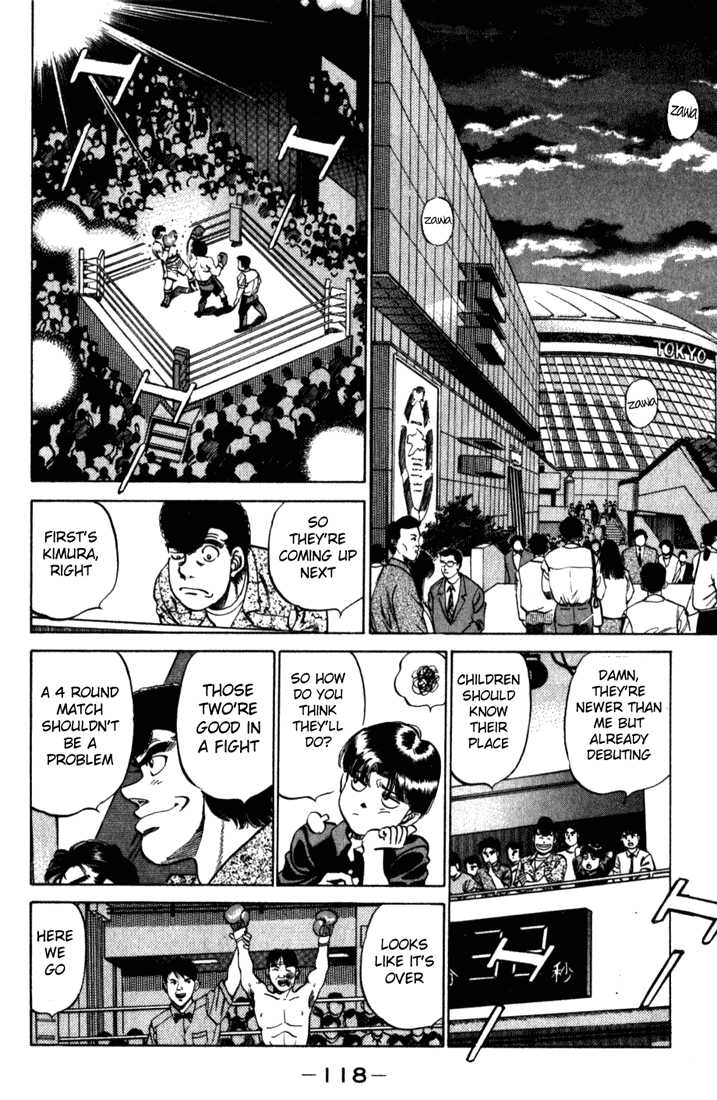 ZAWA
ZAWA
TOKYO
ZAWA
SO
THEY'RE
COMING UP
NEXT
FIRST'S
KIMURA,
RIGHT
DAMN,
THEY'RE
NEWER THAN
ME BUT
ALREADY
DEBUTING
CHILDREN
SHOULD
KNOW
THEIR
PLACE
SO HOW
DO YOU
THINK
THEY'LL
DO?
THOSE
TWO'RE
GOOD IN
A FIGHT
A 4 ROUND
MATCH
SHOULDN'T
BE A
PROBLEM
分 秒
LOOKS
LIKE IT'S
OVER
HERE
WE
GO
-118-